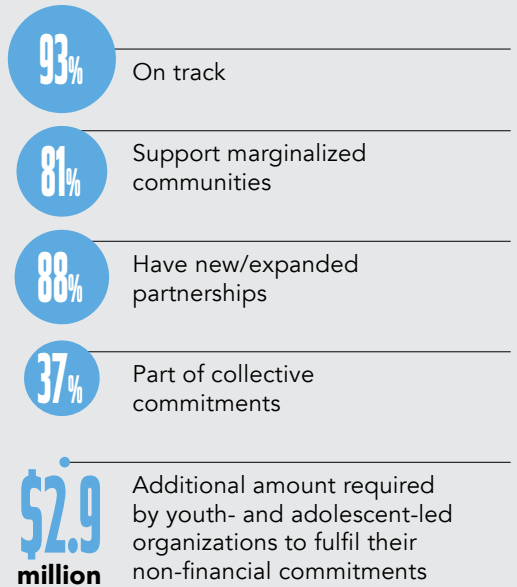 93%
On track
81%
Support marginalized
communities
88%
Have new/expanded
partnerships
37%
Part of collective
commitments
$2.9
million
Additional amount required
by youth- and adolescent-led
organizations to fulfil their
non-financial commitments